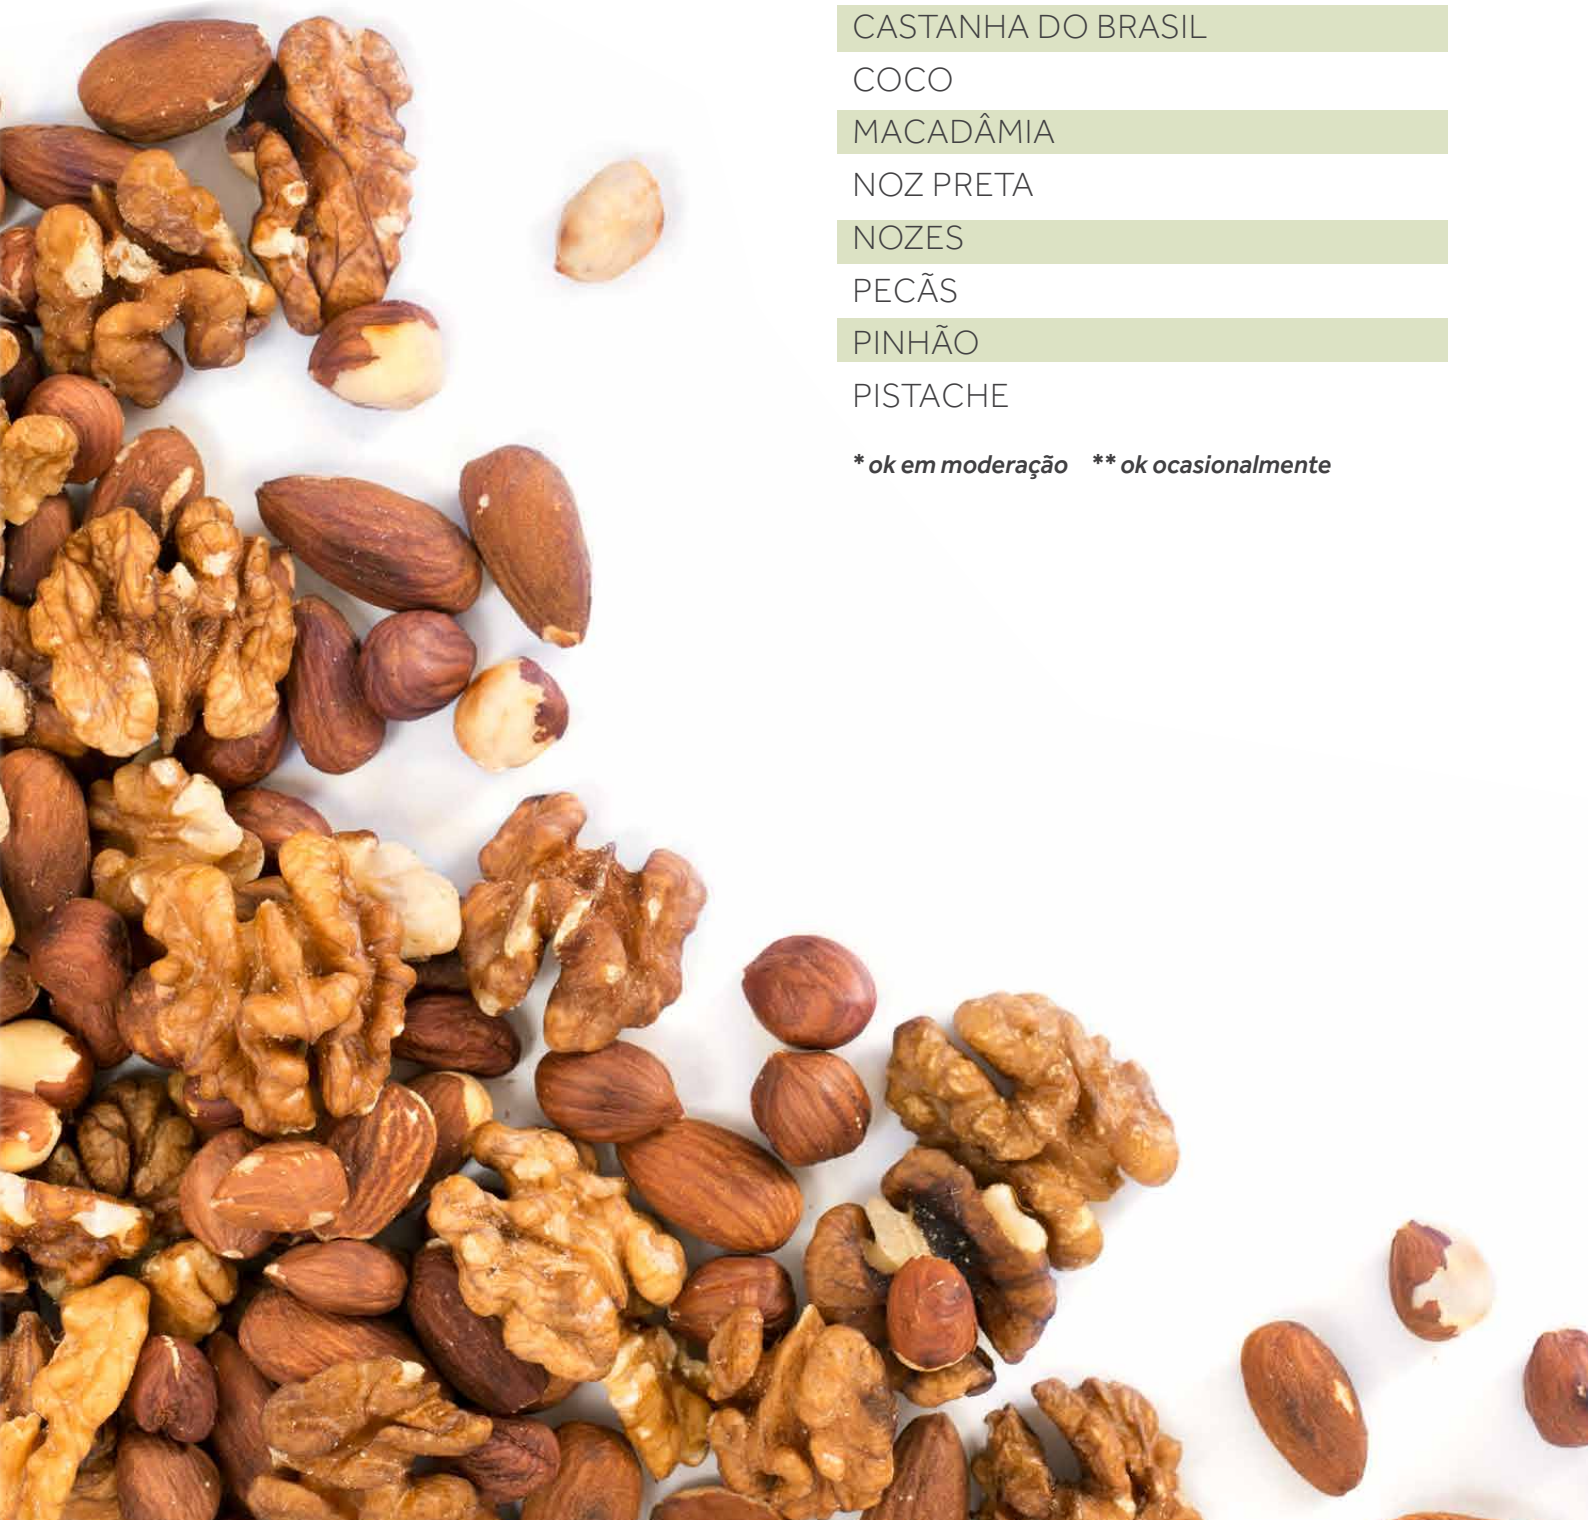 CASTANHA DO BRASIL
COCO
MACADÂMIA
NOZ PRETA
NOZES
PECÃS
PINHÃO
PISTACHE
* ok em moderação ** ok ocasionalmente